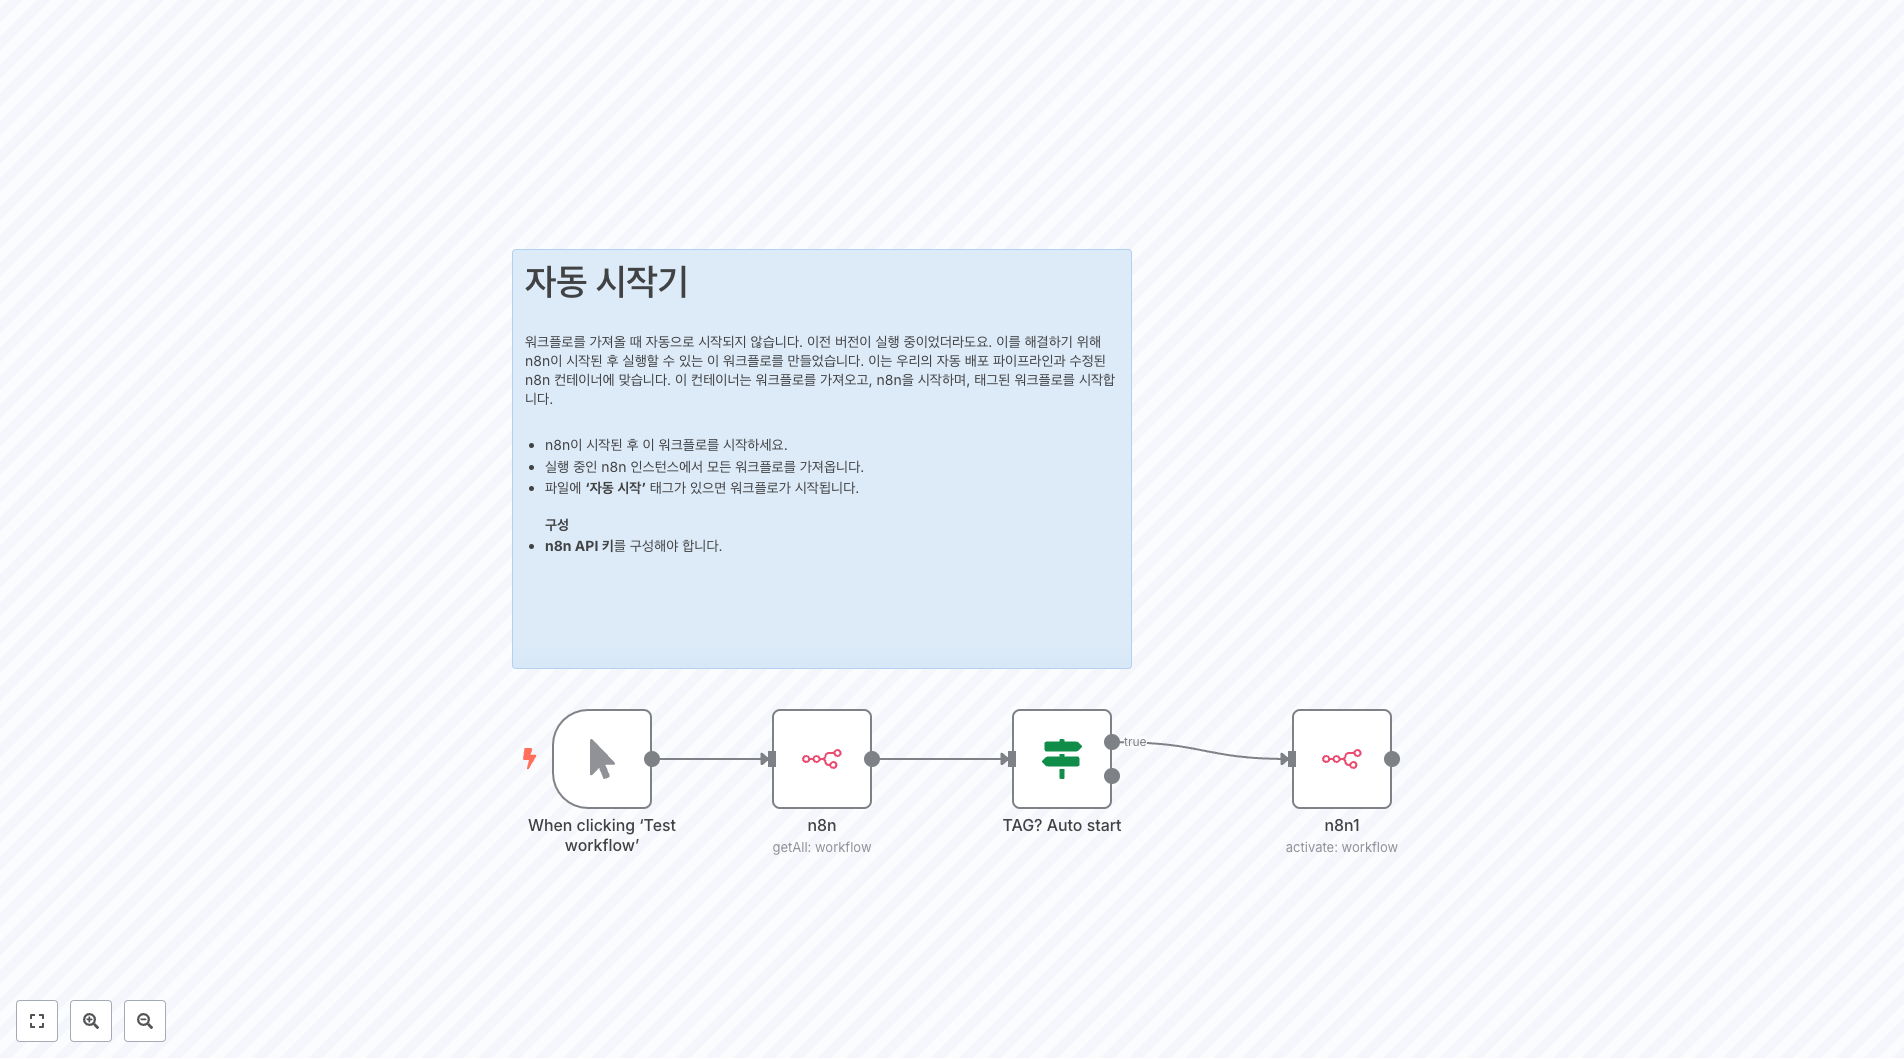 자동 시작기
워크플로를 가져올 때 자동으로 시작되지 않습니다. 이전 버전이 실행 중이었더라도요. 이를 해결하기 위해
n8n이 시작된 후 실행할 수 있는 이 워크플로를 만들었습니다. 이는 우리의 자동 배포 파이프라인과 수정된
n8n 컨테이너에 맞습니다. 이 컨테이너는 워크플로를 가져오고, n8n을 시작하며, 태그된 워크플로를 시작합
니다.
n8n이 시작된 후 이 워크플로를 시작하세요.
실행 중인 n8n 인스턴스에서 모든 워크플로를 가져옵니다.
파일에 ‘자동 시작’ 태그가 있으면 워크플로가 시작됩니다.
구성
n8n API 키를 구성해야 합니다.
true
When clicking ‘Test
workflow’
n8n
getAll: workflow
TAG? Auto start
n8n1
activate: workflow